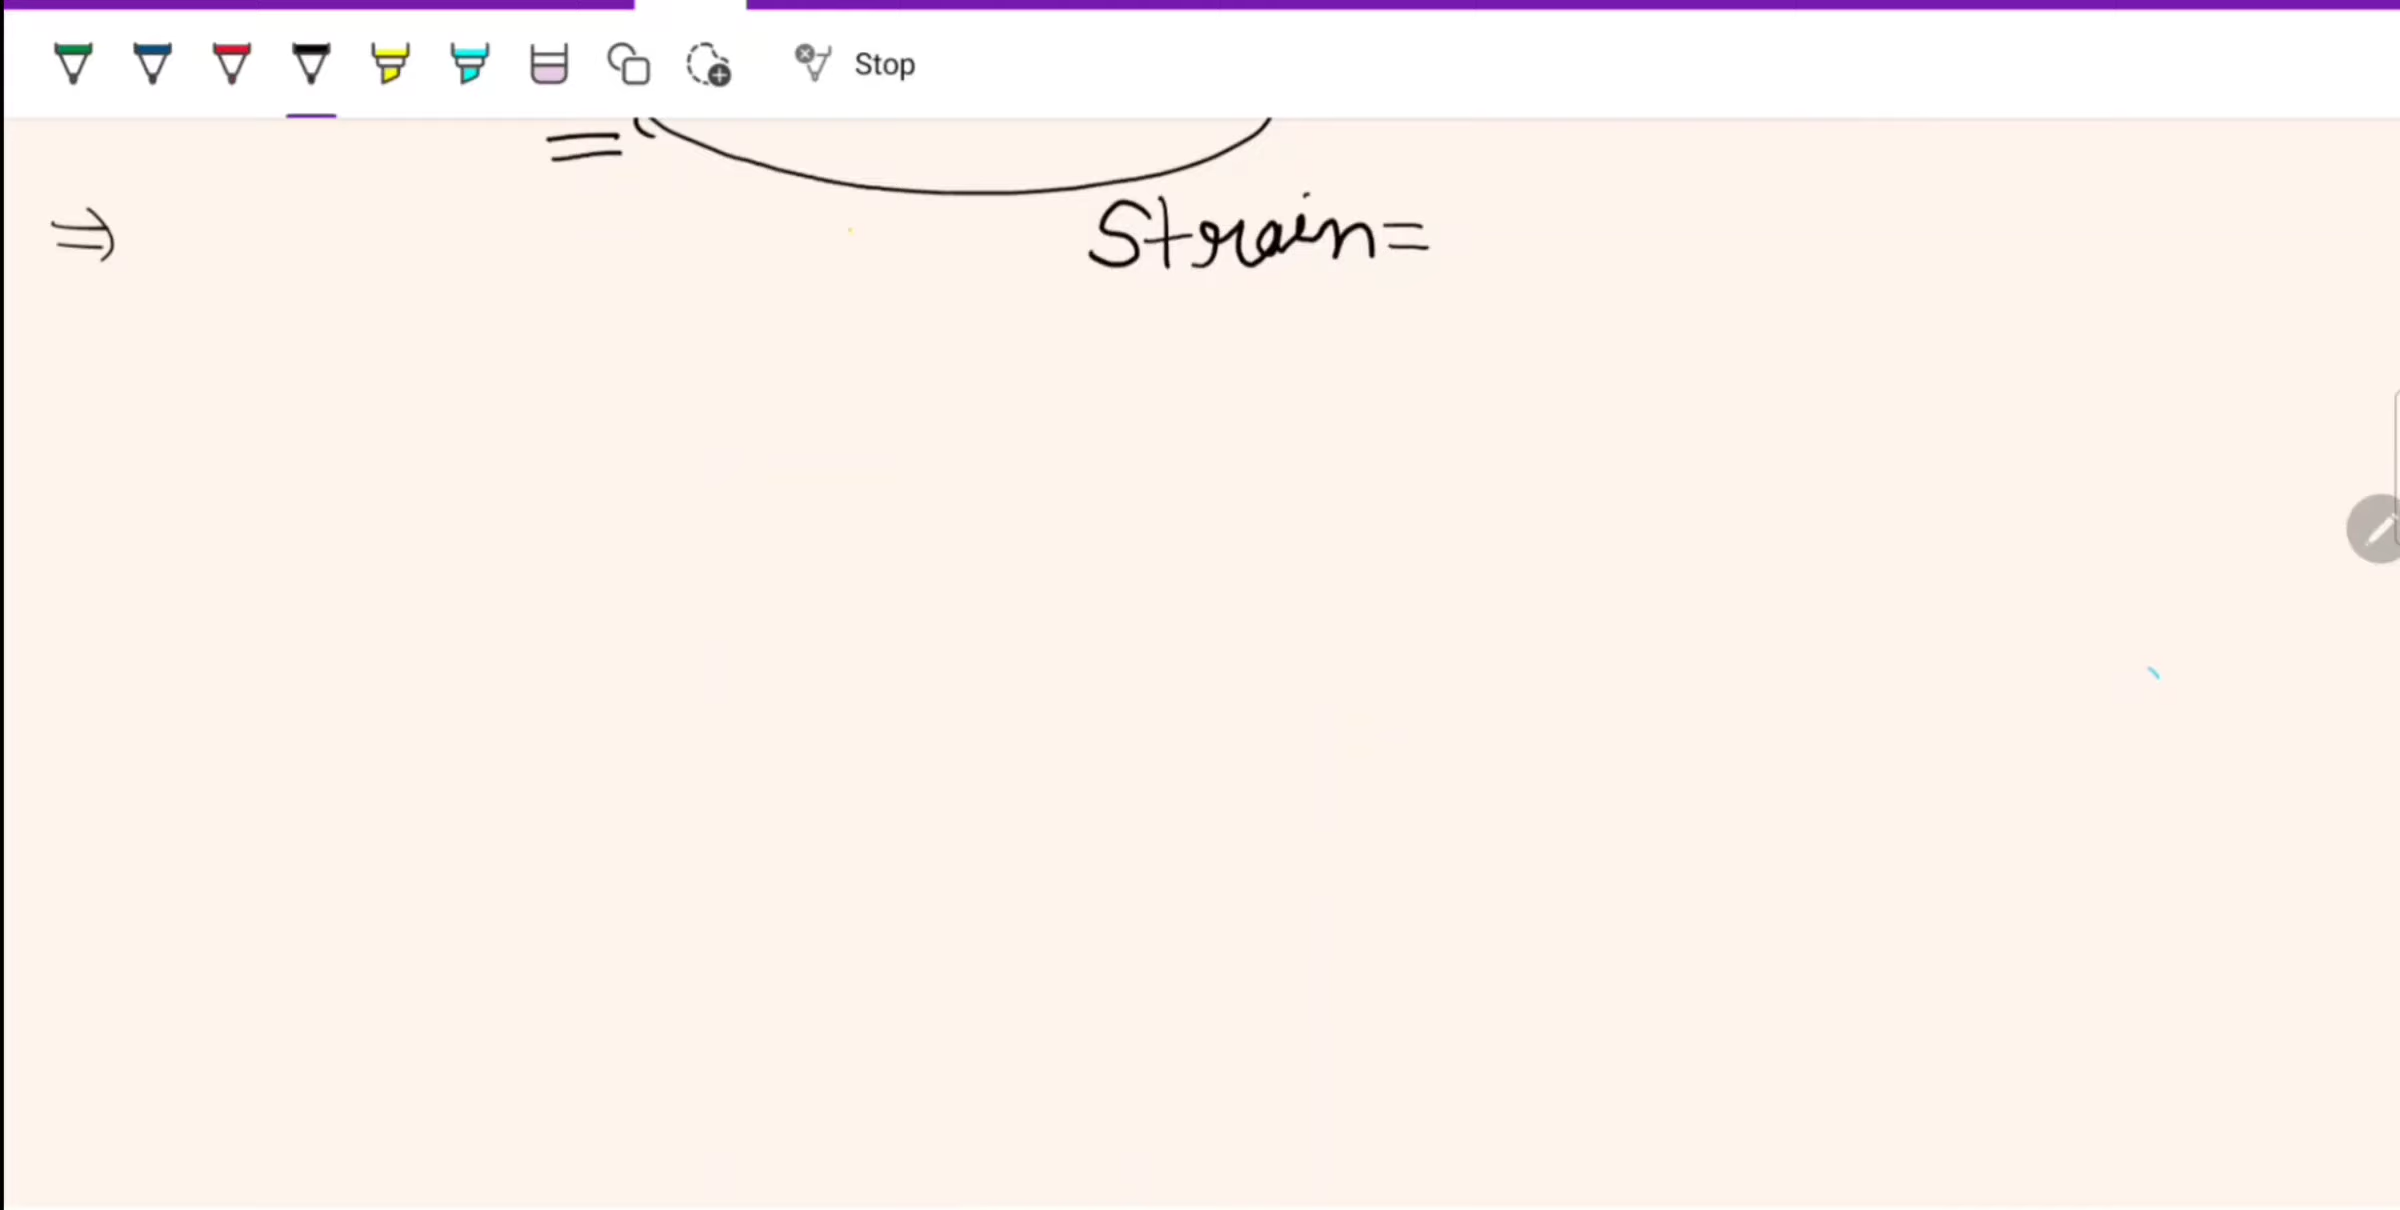 Stop
=
⇒ Strain=